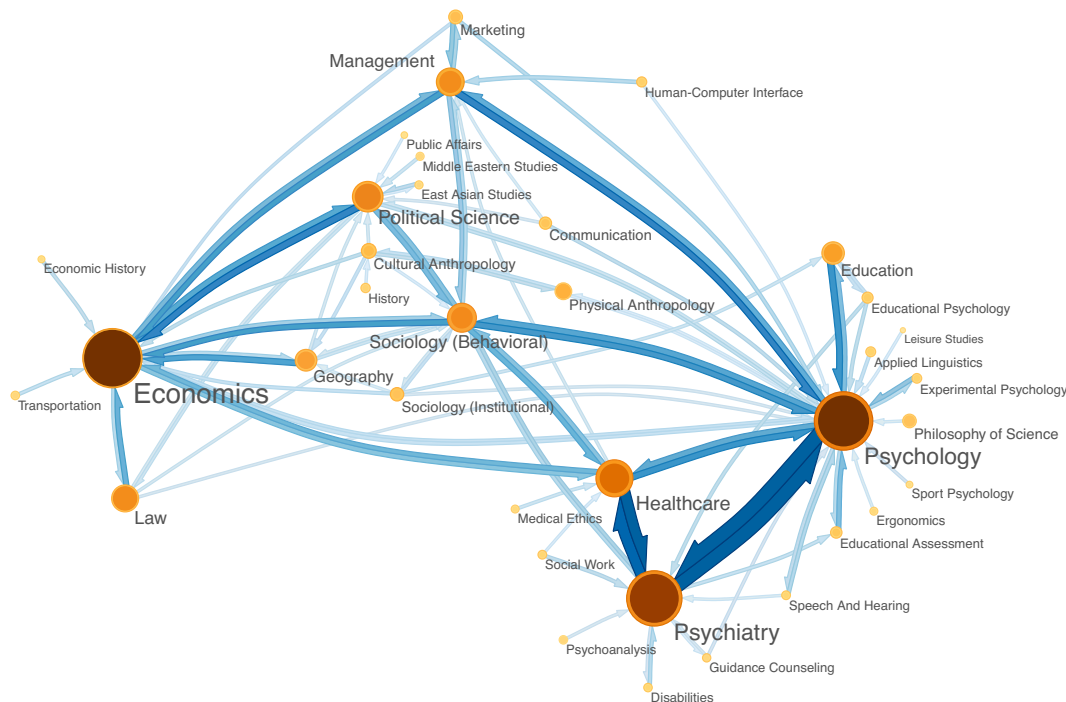 Marketing
Management
Human-Computer Interface
Public Affairs
Middle Eastern Studies
East Asian Studies
Political Science
Communication
Economic History
Cultural Anthropology
Education
History
Physical Anthropology
Educational Psychology
Sociology (Behavioral)
Leisure Studies
Geography
Applied Linguistics
Economics
Experimental Psychology
Transportation
Sociology (Institutional)
Philosophy of Science
Psychology
Law
Healthcare
Sport Psychology
Medical Ethics
Ergonomics
Educational Assessment
Social Work
Speech And Hearing
Psychiatry
Psychoanalysis
Guidance Counseling
Disabilities